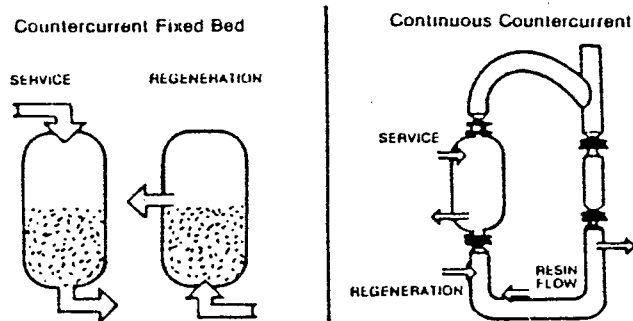 Countercurrent Fixed Bed
SERVICE
REGENERATION
Continuous Countercurrent
SERVICE
REGENERATION
RESIN
FLOW